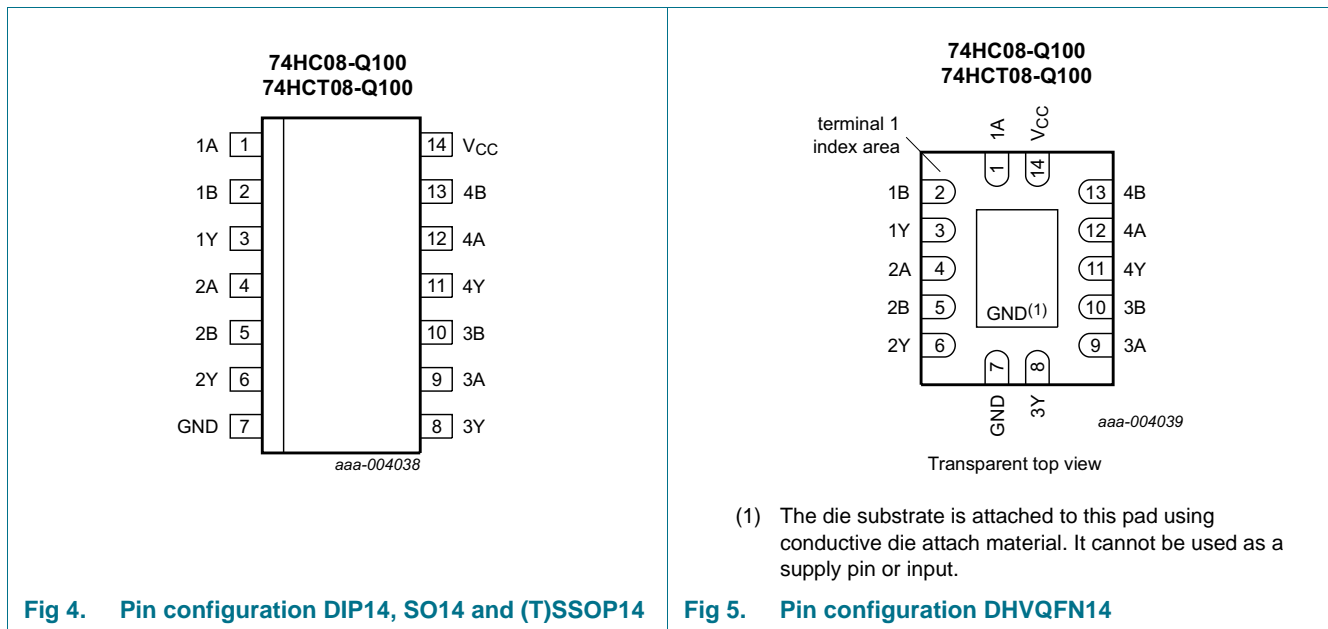 74HC08-Q100
74HCT08-Q100
1A 1
14 VCC
1B 2
13 4B
1Y 3
12 4A
2A 4
11 4Y
2B 5
10 3B
2Y 6
9 3A
GND 7
8 3Y
aaa-004038
Fig 4. Pin configuration DIP14, SO14 and (T)SSOP14
74HC08-Q100
74HCT08-Q100
terminal 1
index area
1A
VCC
1
14
1B 2
13 4B
1Y 3
12 4A
2A 4
11 4Y
2B 5
10 3B
GND(1)
2Y 6
9 3A
7
8
GND
3Y
aaa-004039
Transparent top view
(1) The die substrate is attached to this pad using
conductive die attach material. It cannot be used as a
supply pin or input.
Fig 5. Pin configuration DHVQFN14